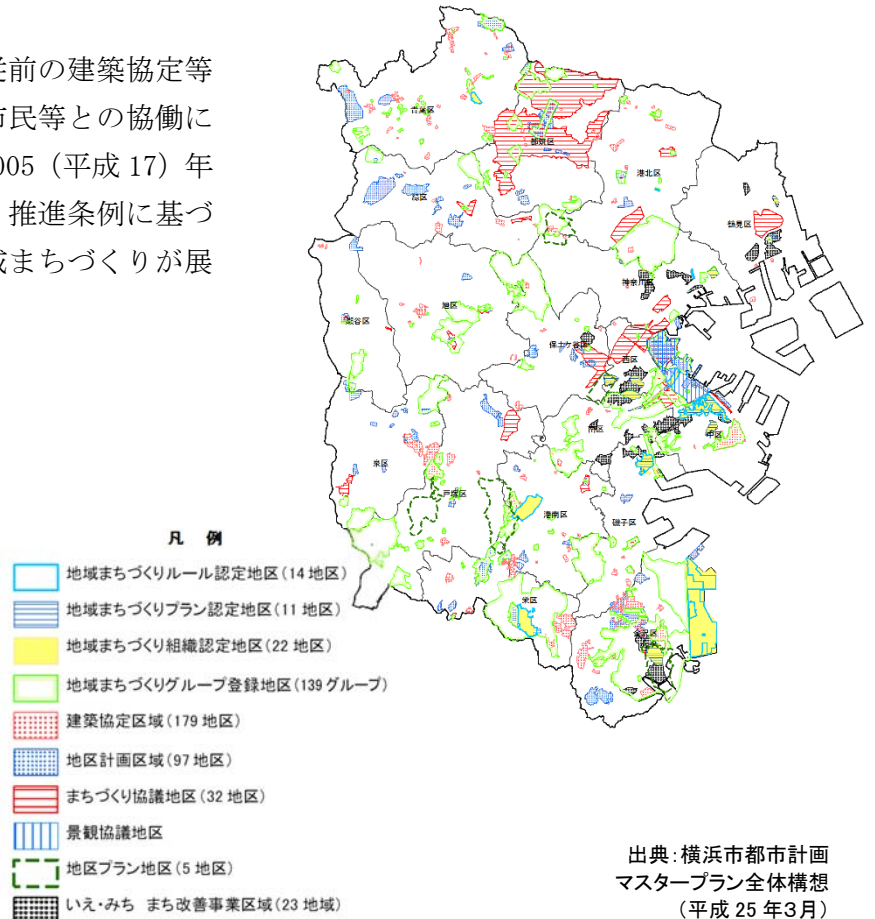 従前の建築協定等
市民等との協働に
005（平成 17）年
推進条例に基づ
成まちづくりが展
青葉区
都筑区
港北区
緑区
鶴見区
神奈川区
旭区
瀬谷区
保土ケ谷区
西区
中区
南区
泉区
戸塚区
港南区
磯子区
栄区
金沢区
凡 例
地域まちづくりルール認定地区(14 地区)
地域まちづくりプラン認定地区(11 地区)
地域まちづくり組織認定地区(22 地区)
地域まちづくりグループ登録地区(139 グループ)
建築協定区域(179 地区)
地区計画区域(97 地区)
まちづくり協議地区(32 地区)
景観協議地区
地区プラン地区(5 地区)
いえ・みち まち改善事業区域(23 地域)
出典:横浜市都市計画
マスタープラン全体構想
(平成 25 年3月)